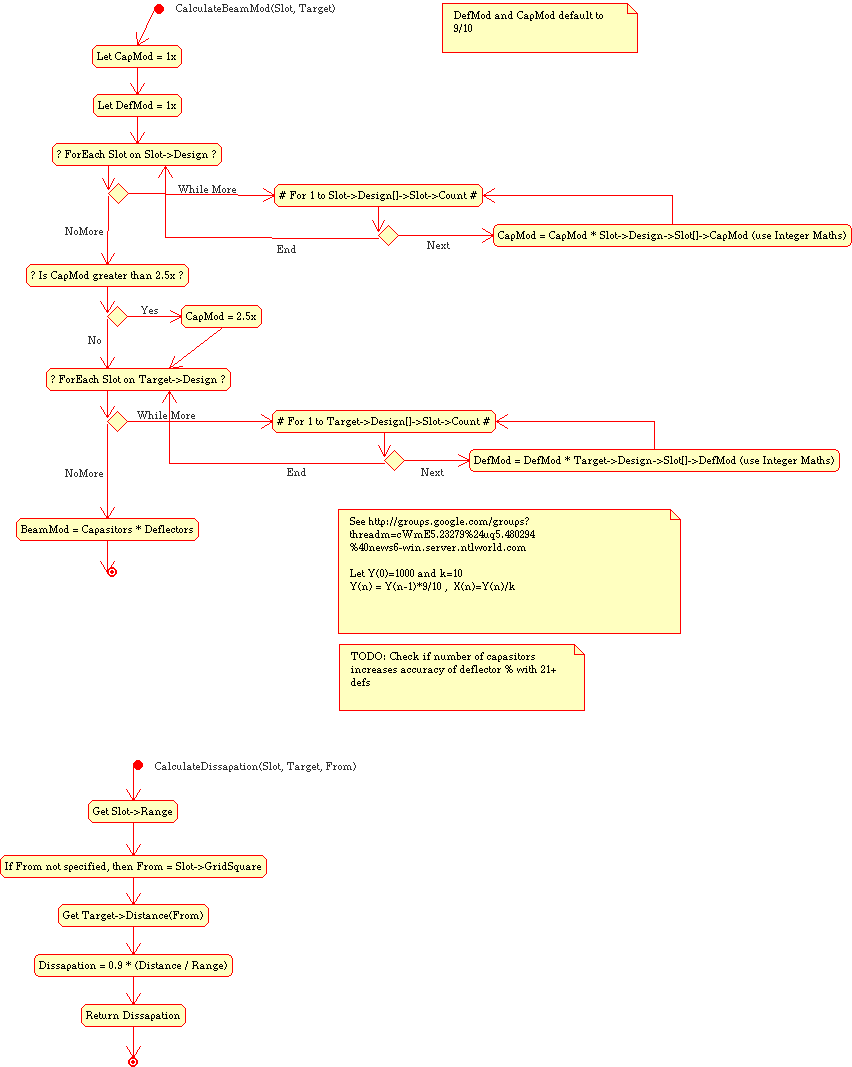 CalculateBeamMod(Slot, Target)
DefMod and CapMod default to
9/10
Let CapMod = 1x
Let DefMod = 1x
? ForEach Slot on Slot->Design ?
While More
# For 1 to Slot->Design[]->Slot->Count #
NoMore
End
Next
CapMod = CapMod * Slot->Design->Slot[]->CapMod (use Integer Maths)
? Is CapMod greater than 2.5x ?
Yes
CapMod = 2.5x
No
? ForEach Slot on Target->Design ?
While More
# For 1 to Target->Design[]->Slot->Count #
NoMore
End
Next
DefMod = DefMod * Target->Design->Slot[]->DefMod (use Integer Maths)
BeamMod = Capasitors * Deflectors
See http://groups.google.com/groups?
threadm=cWmE5.23279%24uq5.480294
%40news6-win.server.ntlworld.com
Let Y(0)=1000 and k=10
Y(n) = Y(n-1)*9/10 , X(n)=Y(n)/k
TODO: Check if number of capasitors
increases accuracy of deflector % with 21+
defs
CalculateDissapation(Slot, Target, From)
Get Slot->Range
If From not specified, then From = Slot->GridSquare
Get Target->Distance(From)
Dissapation = 0.9 * (Distance / Range)
Return Dissapation